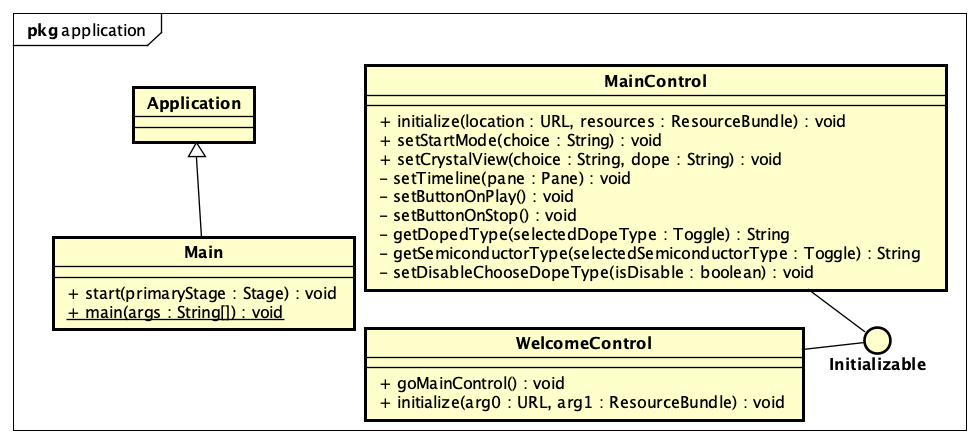 pkg application
Application
Main
+ start(primaryStage : Stage) : void
+ main(args : String[]) : void
MainControl
+ initialize(location : URL, resources : ResourceBundle) : void
+ setStartMode(choice : String) : void
+ setCrystalView(choice : String, dope : String) : void
- setTimeline(pane : Pane) : void
- setButtonOnPlay() : void
- setButtonOnStop() : void
- getDopedType(selectedDopeType : Toggle) : String
- getSemiconductorType(selectedSemiconductorType : Toggle) : String
- setDisableChooseDopeType(isDisable : boolean) : void
WelcomeControl
+ goMainControl() : void
+ initialize(arg0 : URL, arg1 : ResourceBundle) : void
Initializable